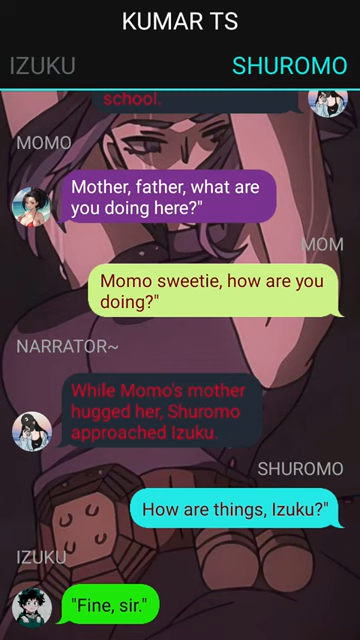 KUMAR TS
IZUKU
SHUROMO
school.
MOMO
Mother, father, what are
you doing here?"
MOM
Momo sweetie, how are you
doing?"
NARRATOR~
While Momo's mother
hugged her, Shuromo
approached Izuku.
SHUROMO
How are things, Izuku?"
IZUKU
"Fine, sir."